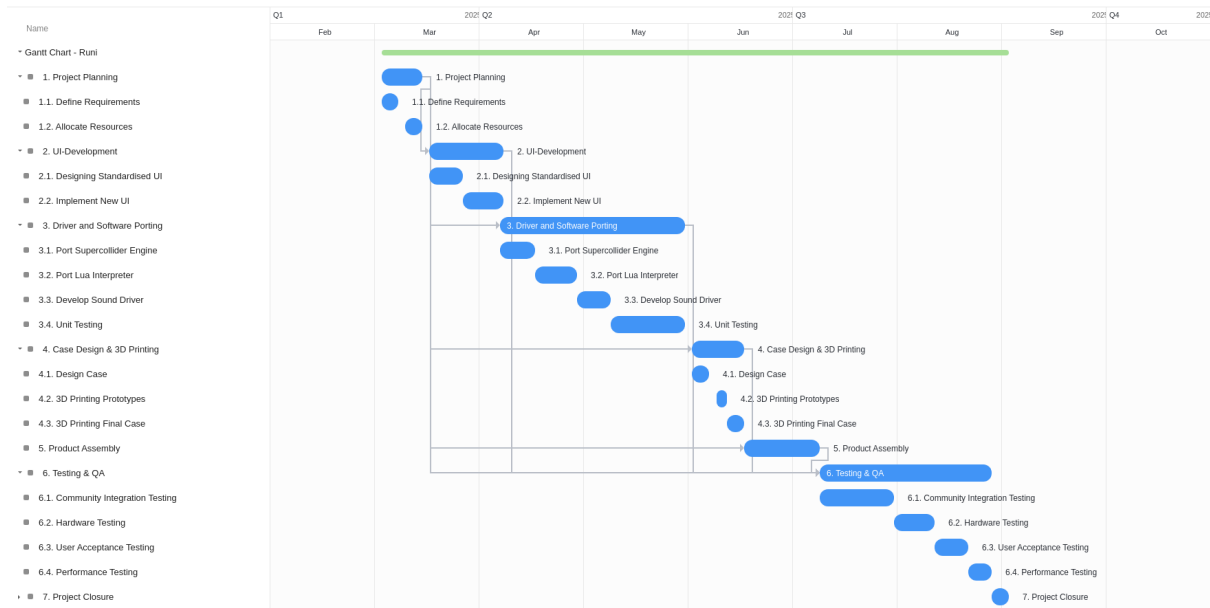 Q1 2025 Q2 2025 Q3 2025 Q4 202
Name Feb Mar Apr May Jun Jul Aug Sep Oct
Gantt Chart - Runi
1. Project Planning 1. Project Planning
1.1. Define Requirements 1.1. Define Requirements
1.2. Allocate Resources 1.2. Allocate Resources
2. UI-Development 2. UI-Development
2.1. Designing Standardised UI 2.1. Designing Standardised UI
2.2. Implement New UI 2.2. Implement New UI
3. Driver and Software Porting 3. Driver and Software Porting
3.1. Port Supercollider Engine 3.1. Port Supercollider Engine
3.2. Port Lua Interpreter 3.2. Port Lua Interpreter
3.3. Develop Sound Driver 3.3. Develop Sound Driver
3.4. Unit Testing 3.4. Unit Testing
4. Case Design & 3D Printing 4. Case Design & 3D Printing
4.1. Design Case 4.1. Design Case
4.2. 3D Printing Prototypes 4.2. 3D Printing Prototypes
4.3. 3D Printing Final Case 4.3. 3D Printing Final Case
5. Product Assembly 5. Product Assembly
6. Testing & QA 6. Testing & QA
6.1. Community Integration Testing 6.1. Community Integration Testing
6.2. Hardware Testing 6.2. Hardware Testing
6.3. User Acceptance Testing 6.3. User Acceptance Testing
6.4. Performance Testing 6.4. Performance Testing
7. Project Closure 7. Project Closure